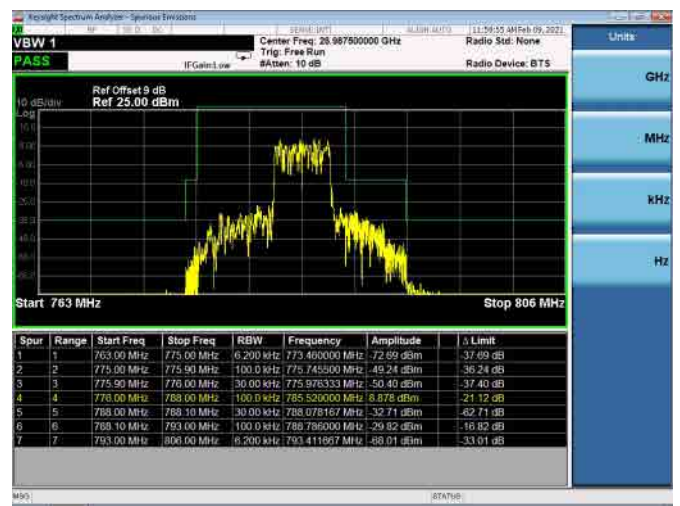 Keysight Spectrum Analyzer - Spurious Emissions
11:59:55 AM Feb 09, 2021
VBW 1
Center Freq: 28.987500000 GHz
Radio Std: None
Trig: Free Run
PASS
IFGain:Low
#Atten: 10 dB
Radio Device: BTS
Ref Offset 9 dB
10 dB/div
Ref 25.00 dBm
Log
Start 763 MHz
Stop 806 MHz
Spur Range Start Freq Stop Freq RBW Frequency Amplitude Δ Limit
1 1 763.00 MHz 775.00 MHz 6.200 kHz 773.460000 MHz -72.69 dBm -37.69 dB
2 2 775.00 MHz 775.90 MHz 100.0 kHz 775.745500 MHz -49.24 dBm -36.24 dB
3 3 775.90 MHz 776.00 MHz 30.00 kHz 775.976333 MHz -50.40 dBm -37.40 dB
4 4 776.00 MHz 788.00 MHz 100.0 kHz 785.520000 MHz 8.878 dBm -21.12 dB
5 5 788.00 MHz 788.10 MHz 30.00 kHz 788.078167 MHz -32.71 dBm -62.71 dB
6 6 788.10 MHz 793.00 MHz 100.0 kHz 788.786000 MHz -29.82 dBm -16.82 dB
7 7 793.00 MHz 806.00 MHz 6.200 kHz 793.411667 MHz -68.01 dBm -33.01 dB
MSG
STATUS
Units
GHz
MHz
kHz
Hz